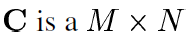 C is a M × N